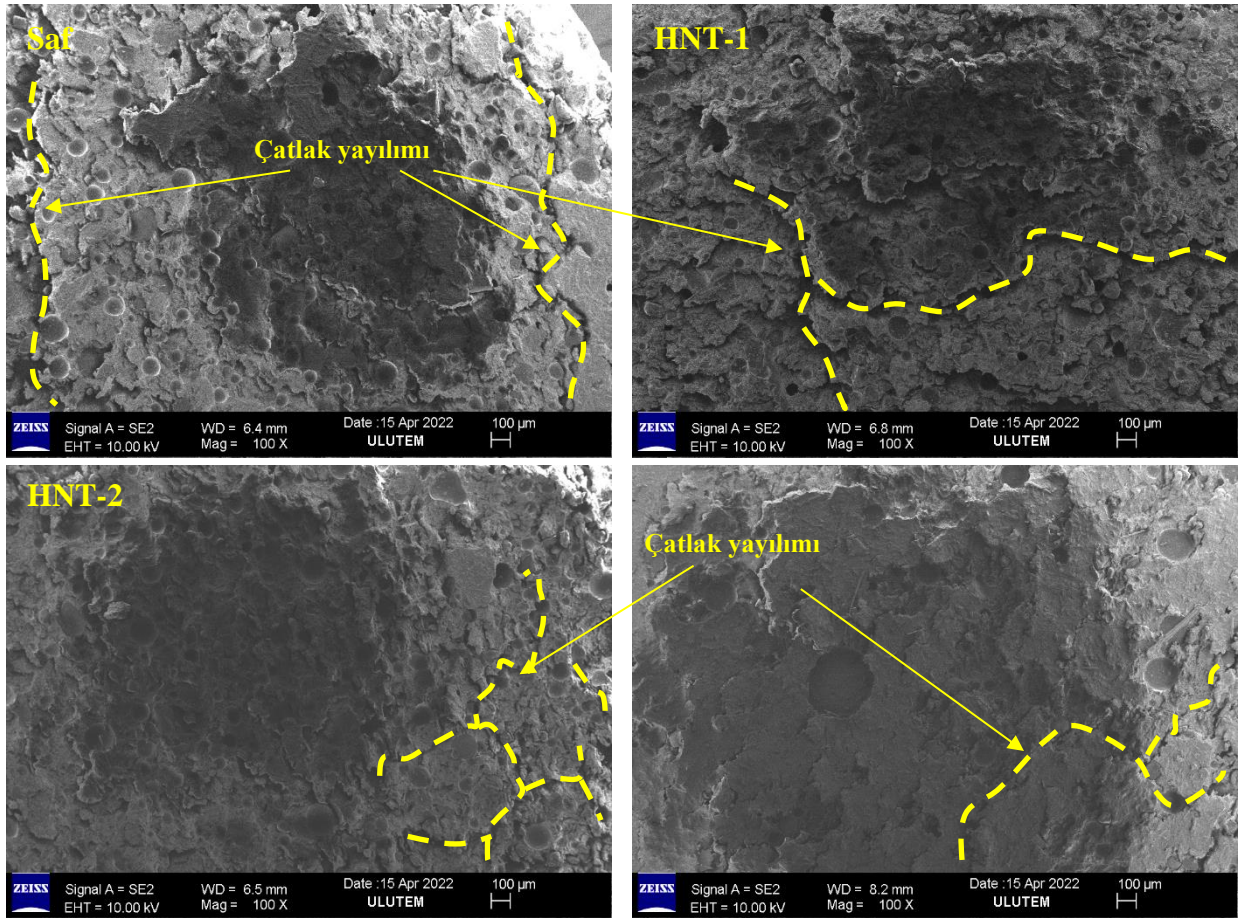 Saf
Çatlak yayılımı
ZEISS
Signal A = SE2
EHT = 10.00 kV
WD = 6.4 mm
Mag = 100 X
Date :15 Apr 2022
ULUTEM
100 µm
HNT-1
ZEISS
Signal A = SE2
EHT = 10.00 kV
WD = 6.8 mm
Mag = 100 X
Date :15 Apr 2022
ULUTEM
100 µm
HNT-2
ZEISS
Signal A = SE2
EHT = 10.00 kV
WD = 6.5 mm
Mag = 100 X
Date :15 Apr 2022
ULUTEM
100 µm
Çatlak yayılımı
ZEISS
Signal A = SE2
EHT = 10.00 kV
WD = 8.2 mm
Mag = 100 X
Date :15 Apr 2022
ULUTEM
100 µm